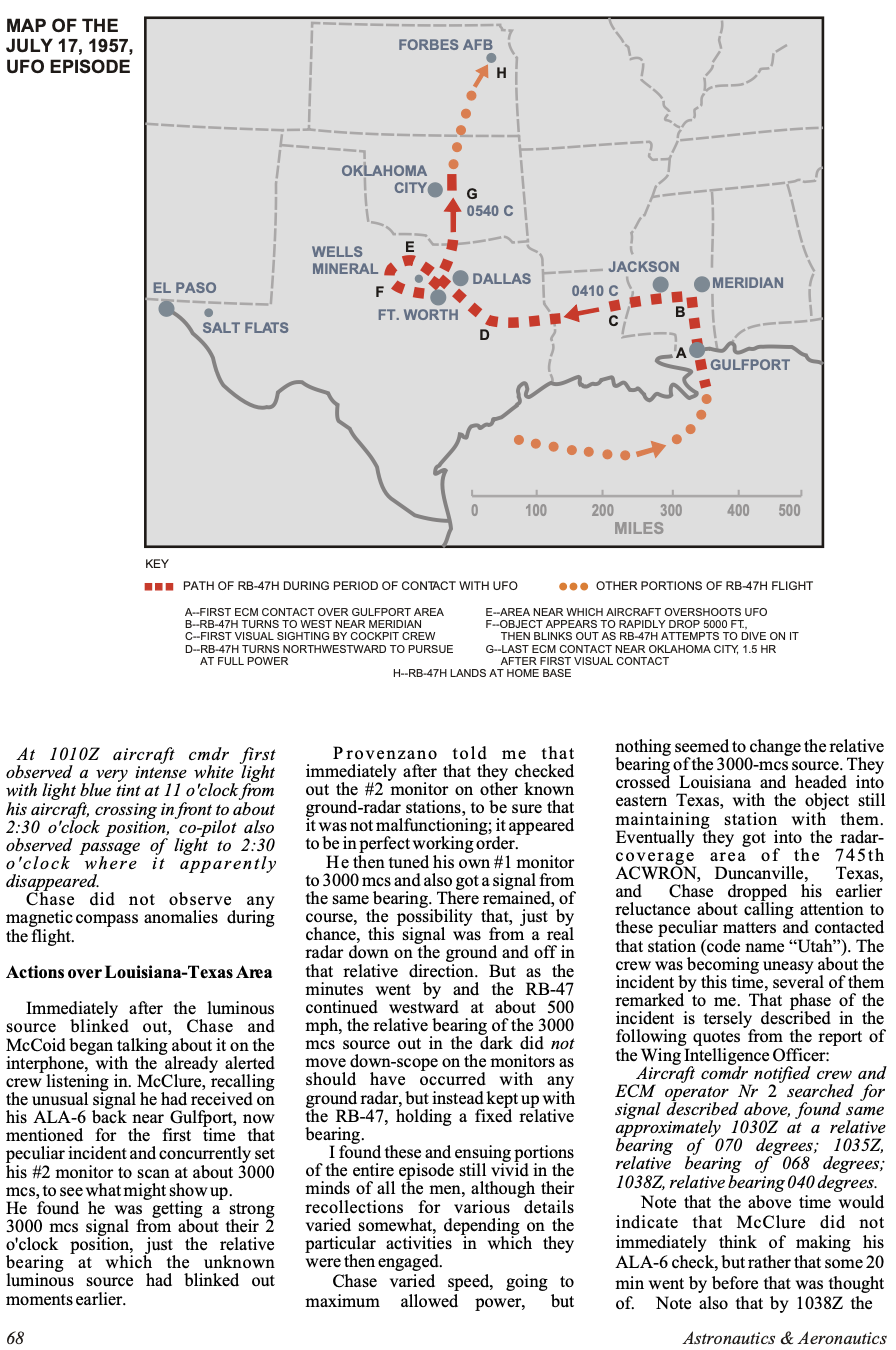 MAP OF THE
JULY 17, 1957,
UFO EPISODE
FORBES AFB
H
OKLAHOMA
CITY
G
0540 C
WELLS
MINERAL
E
F
DALLAS
FT. WORTH
EL PASO
SALT FLATS
JACKSON
MERIDIAN
0410 C
B
C
D
A
GULFPORT
0 100 200 300 400 500
MILES
KEY
PATH OF RB-47H DURING PERIOD OF CONTACT WITH UFO
OTHER PORTIONS OF RB-47H FLIGHT
A--FIRST ECM CONTACT OVER GULFPORT AREA
B--RB-47H TURNS TO WEST NEAR MERIDIAN
C--FIRST VISUAL SIGHTING BY COCKPIT CREW
D--RB-47H TURNS NORTHWESTWARD TO PURSUE
AT FULL POWER
E--AREA NEAR WHICH AIRCRAFT OVERSHOOTS UFO
F--OBJECT APPEARS TO RAPIDLY DROP 5000 FT.,
THEN BLINKS OUT AS RB-47H ATTEMPTS TO DIVE ON IT
G--LAST ECM CONTACT NEAR OKLAHOMA CITY, 1.5 HR
AFTER FIRST VISUAL CONTACT
H--RB-47H LANDS AT HOME BASE
At 1010Z aircraft cmdr first
observed a very intense white light
with light blue tint at 11 o'clock from
his aircraft, crossing in front to about
2:30 o'clock position, co-pilot also
observed passage of light to 2:30
o'clock where it apparently
disappeared.
Chase did not observe any
magnetic compass anomalies during
the flight.
Actions over Louisiana-Texas Area
Immediately after the luminous
source blinked out, Chase and
McCoid began talking about it on the
interphone, with the already alerted
crew listening in. McClure, recalling
the unusual signal he had received on
his ALA-6 back near Gulfport, now
mentioned for the first time that
peculiar incident and concurrently set
his #2 monitor to scan at about 3000
mcs, to see what might show up.
He found he was getting a strong
3000 mcs signal from about their 2
o'clock position, just the relative
bearing at which the unknown
luminous source had blinked out
moments earlier.
Provenzano told me that
immediately after that they checked
out the #2 monitor on other known
ground-radar stations, to be sure that
it was not malfunctioning; it appeared
to be in perfect working order.
He then tuned his own #1 monitor
to 3000 mcs and also got a signal from
the same bearing. There remained, of
course, the possibility that, just by
chance, this signal was from a real
radar down on the ground and off in
that relative direction. But as the
minutes went by and the RB-47
continued westward at about 500
mph, the relative bearing of the 3000
mcs source out in the dark did not
move down-scope on the monitors as
should have occurred with any
ground radar, but instead kept up with
the RB-47, holding a fixed relative
bearing.
I found these and ensuing portions
of the entire episode still vivid in the
minds of all the men, although their
recollections for various details
varied somewhat, depending on the
particular activities in which they
were then engaged.
Chase varied speed, going to
maximum allowed power, but
nothing seemed to change the relative
bearing of the 3000-mcs source. They
crossed Louisiana and headed into
eastern Texas, with the object still
maintaining station with them.
Eventually they got into the radar-
coverage area of the 745th
ACWRON, Duncanville, Texas,
and Chase dropped his earlier
reluctance about calling attention to
these peculiar matters and contacted
that station (code name “Utah”). The
crew was becoming uneasy about the
incident by this time, several of them
remarked to me. That phase of the
incident is tersely described in the
following quotes from the report of
the Wing Intelligence Officer:
Aircraft comdr notified crew and
ECM operator Nr 2 searched for
signal described above, found same
approximately 1030Z at a relative
bearing of 070 degrees; 1035Z,
relative bearing of 068 degrees;
1038Z, relative bearing 040 degrees.
Note that the above time would
indicate that McClure did not
immediately think of making his
ALA-6 check, but rather that some 20
min went by before that was thought
of. Note also that by 1038Z the
68
Astronautics & Aeronautics